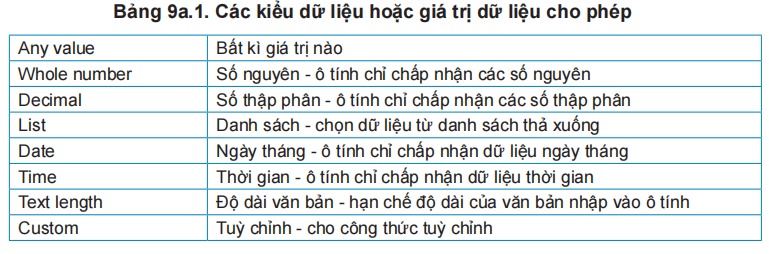 Bảng 9a.1. Các kiểu dữ liệu hoặc giá trị dữ liệu cho phép
Any value Bất kì giá trị nào
Whole number Số nguyên - ô tính chỉ chấp nhận các số nguyên
Decimal Số thập phân - ô tính chỉ chấp nhận các số thập phân
List Danh sách - chọn dữ liệu từ danh sách thả xuống
Date Ngày tháng - ô tính chỉ chấp nhận dữ liệu ngày tháng
Time Thời gian - ô tính chỉ chấp nhận dữ liệu thời gian
Text length Độ dài văn bản - hạn chế độ dài của văn bản nhập vào ô tính
Custom Tuỳ chỉnh - cho công thức tuỳ chỉnh